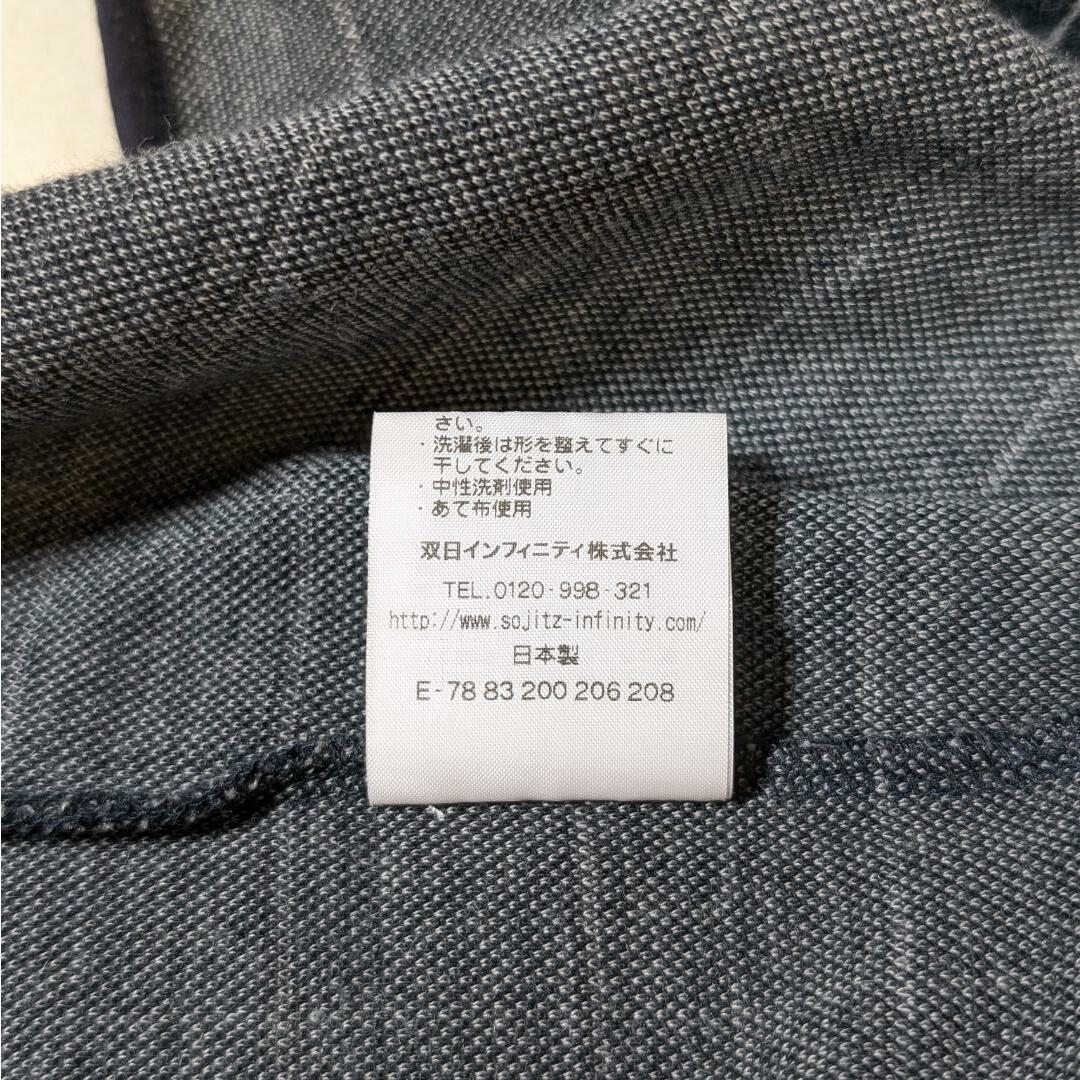 さい。
・洗濯後は形を整えてすぐに
干してください。
・中性洗剤使用
・あて布使用
双日インフィニティ株式会社
TEL.0120-998-321
http://www.sojitz-infinity.com/
日本製
E-78 83 200 206 208